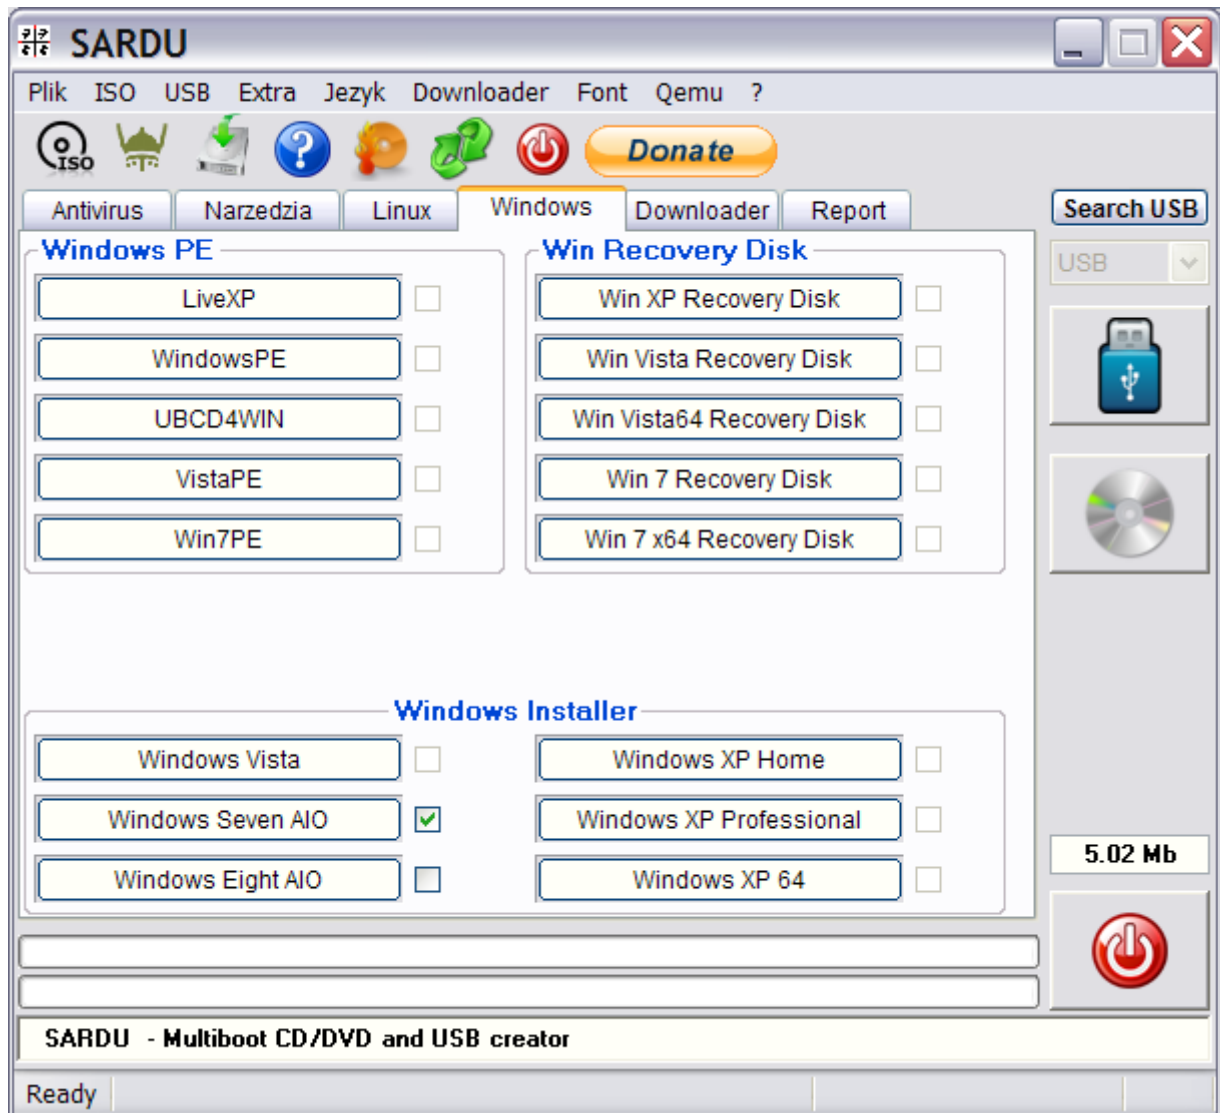 SARDU
Plik ISO USB Extra Jezyk Downloader Font Qemu ?
ISO Donate
Antivirus Narzedzia Linux Windows Downloader Report Search USB
Windows PE Win Recovery Disk
USB
LiveXP Win XP Recovery Disk
WindowsPE Win Vista Recovery Disk
UBCD4WIN Win Vista64 Recovery Disk
VistaPE Win 7 Recovery Disk
Win7PE Win 7 x64 Recovery Disk
Windows Installer
Windows Vista Windows XP Home
Windows Seven AIO Windows XP Professional
5.02 Mb
Windows Eight AIO Windows XP 64
SARDU - Multiboot CD/DVD and USB creator
Ready